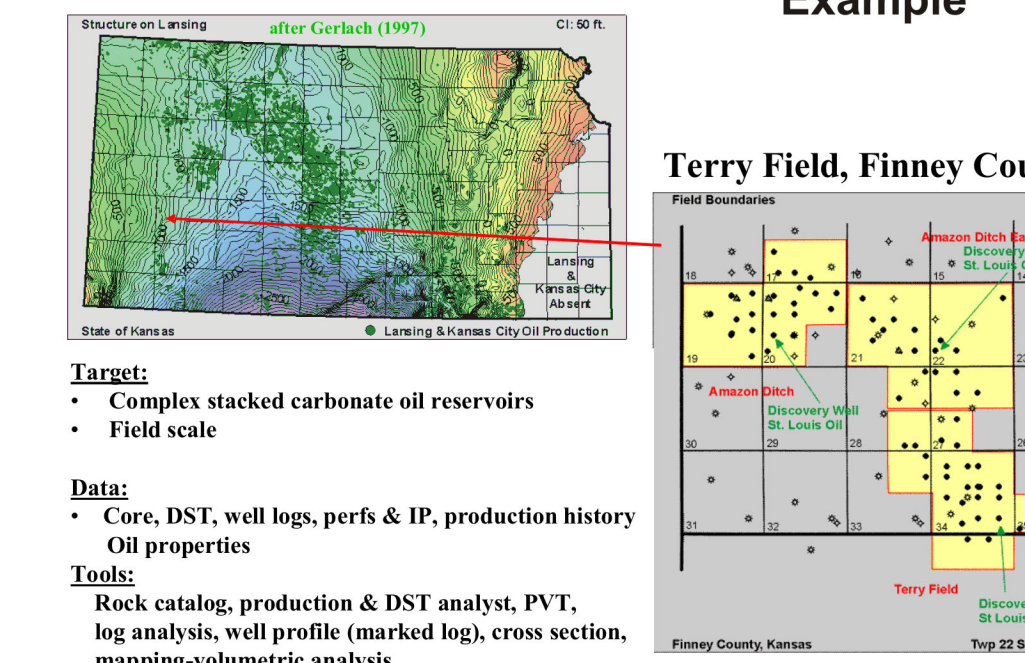 Example
Structure on Lansing
after Gerlach (1997)
CI: 50 ft.
Lansing
&
Kansas City
Absent
State of Kansas
Lansing & Kansas City Oil Production
Target:
• Complex stacked carbonate oil reservoirs
• Field scale
Data:
• Core, DST, well logs, perfs & IP, production history
Oil properties
Tools:
Rock catalog, production & DST analyst, PVT,
log analysis, well profile (marked log), cross section,
mapping-volumetric analysis
Terry Field, Finney Cou
Field Boundaries
Amazon Ditch Ea
Discovery
St. Louis
18 17 16 15 14
19 20 21 22 23
Amazon Ditch
Discovery Well
St. Louis Oil
30 29 28 27 26
31 32 33 34
Terry Field
Discove
St Louis
Finney County, Kansas
Twp 22 S